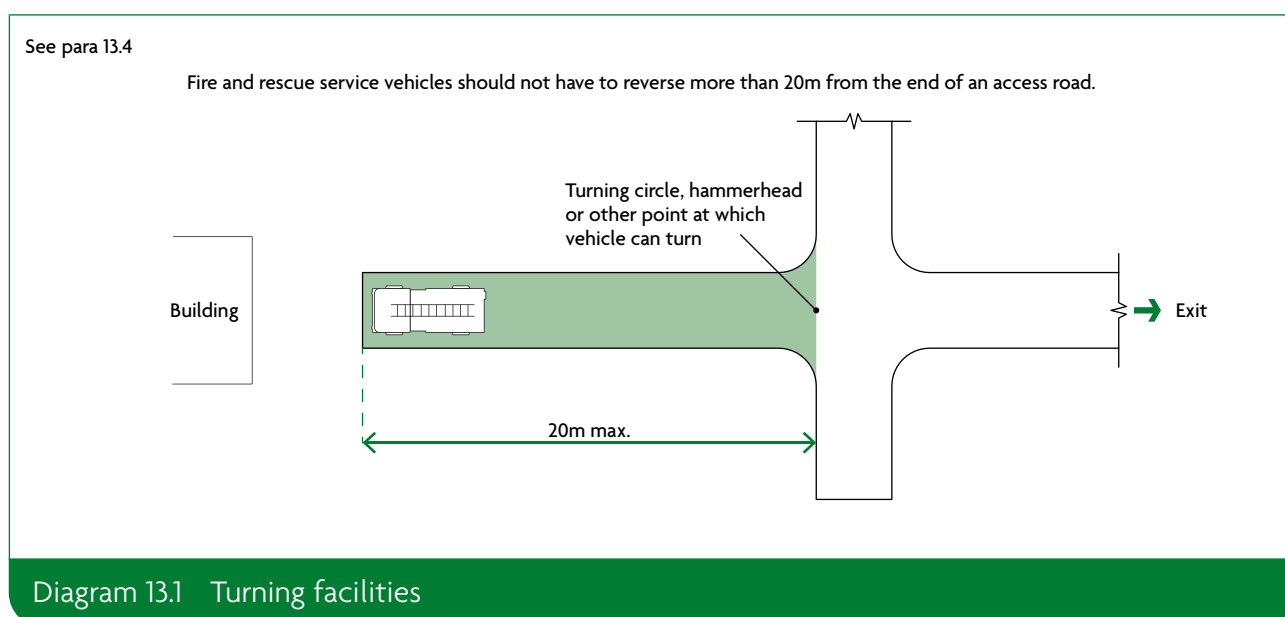 See para 13.4
Fire and rescue service vehicles should not have to reverse more than 20m from the end of an access road.
Turning circle, hammerhead
or other point at which
vehicle can turn
Building
Exit
20m max.
Diagram 13.1 Turning facilities